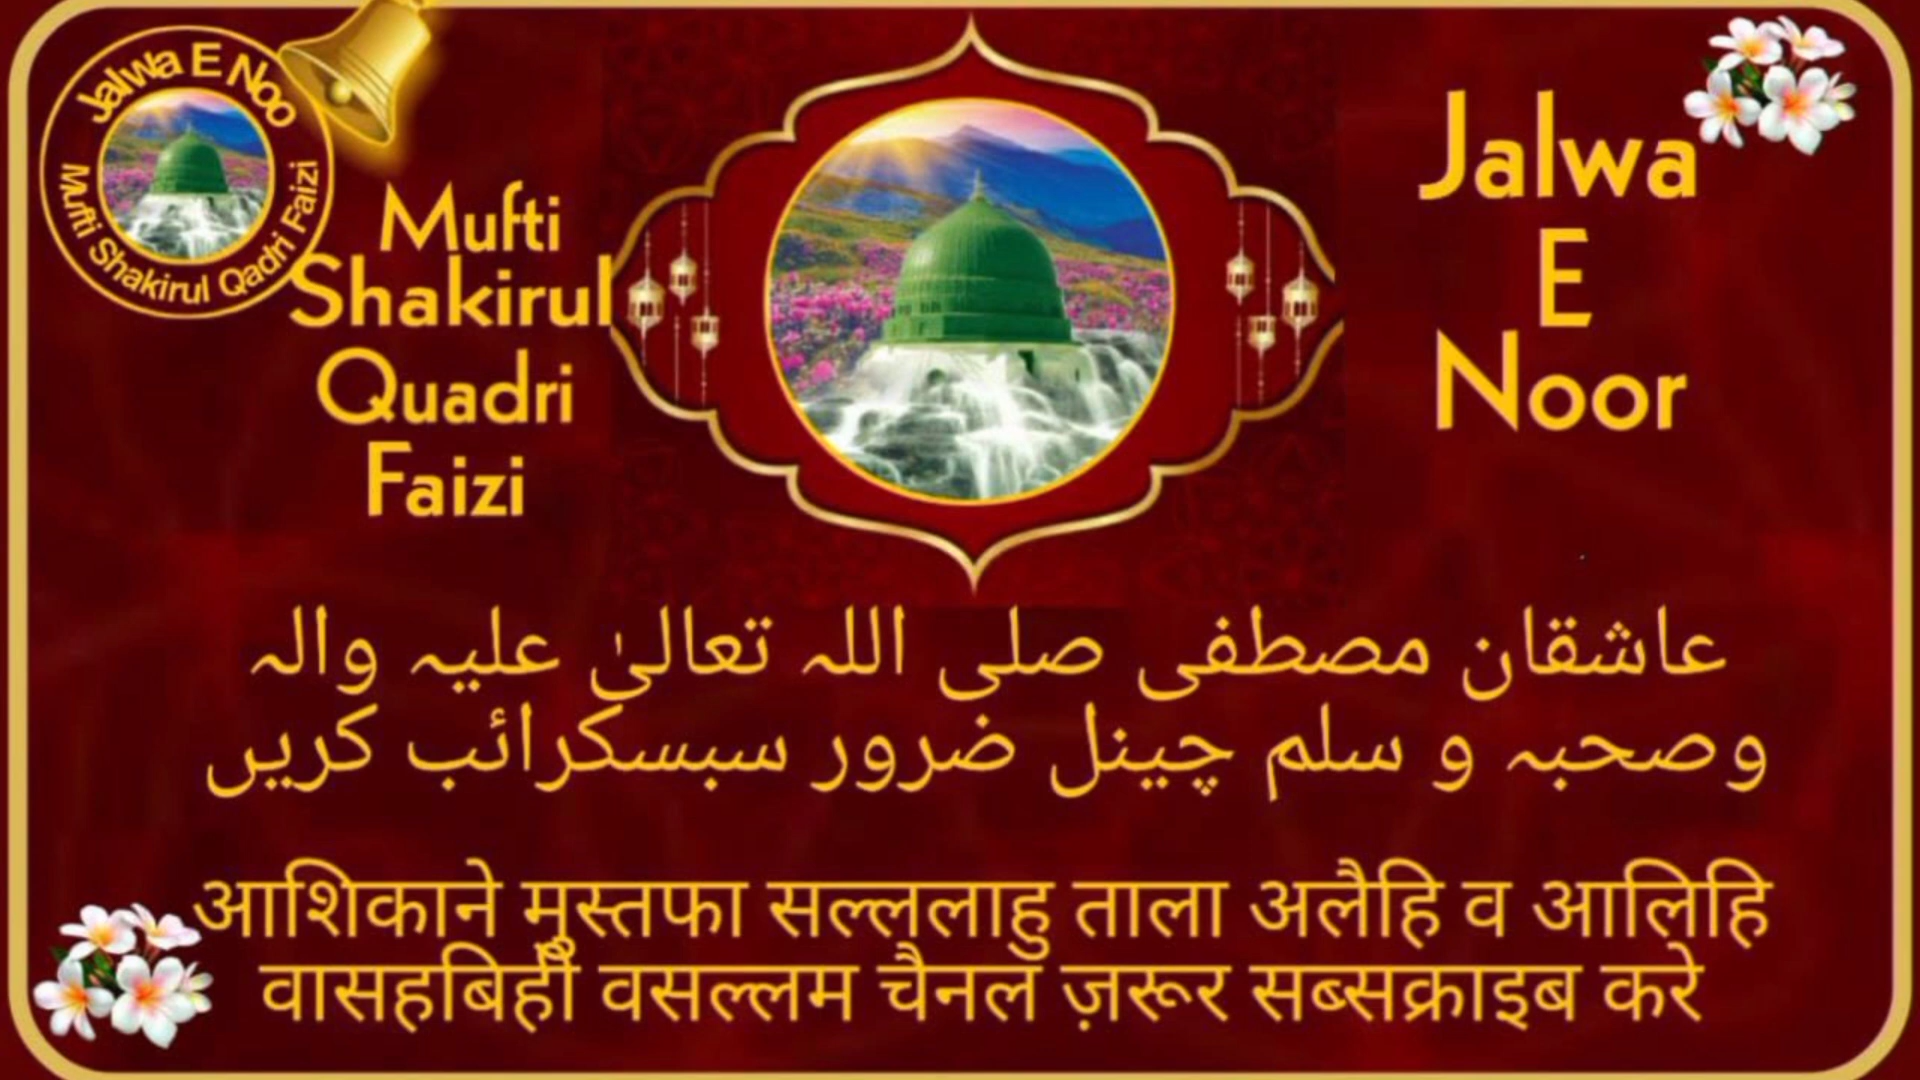 Jalwa E Noo
Mufti Shakirul Qadri Faizi
Mufti
Shakirul
Quadri
Faizi
Jalwa
E
Noor
عاشقان مصطفی صلی اللہ تعالیٰ علیہ والہ
وصحبہ و سلم چینل ضرور سبسکرائب کریں
आशिकाने मुस्तफा सल्ललाहु ताला अलैहि व आलिहि
वासहबिही वसल्लम चैनल ज़रूर सब्सक्राइब करे